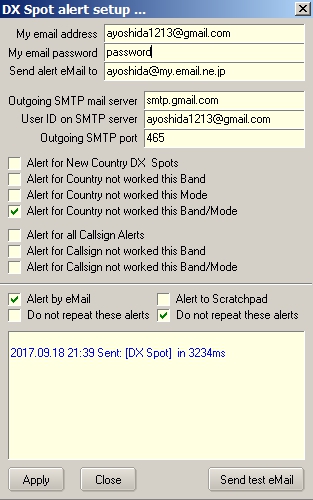 DX Spot alert setup ...
My email address ayoshida1213@gmail.com
My email password password
Send alert eMail to ayoshida@my.email.ne.jp
Outgoing SMTP mail server smtp.gmail.com
User ID on SMTP server ayoshida1213@gmail.com
Outgoing SMTP port 465
Alert for New Country DX Spots
Alert for Country not worked this Band
Alert for Country not worked this Mode
Alert for Country not worked this Band/Mode
Alert for all Callsign Alerts
Alert for Callsign not worked this Band
Alert for Callsign not worked this Band/Mode
Alert by eMail Alert to Scratchpad
Do not repeat these alerts Do not repeat these alerts
2017.09.18 21:39 Sent: [DX Spot] in 3234ms
Apply Close Send test eMail